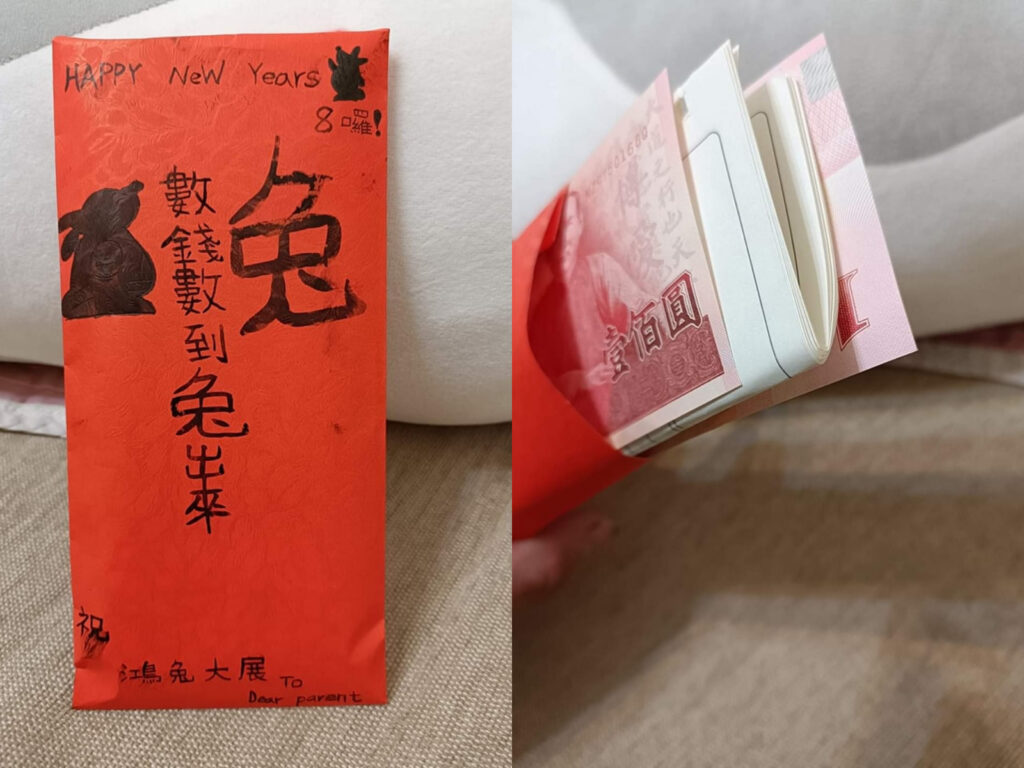 HAPPY NeW Years
8 囉!
兔
數錢數到兔出來
祝
鴻兔大展
To
Dear parent
壹佰圓